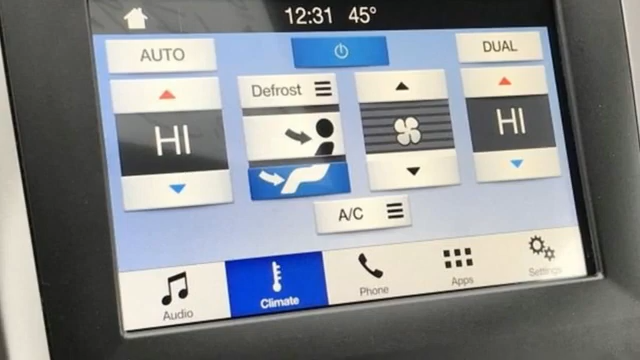 12:31 45°
AUTO
DUAL
Defrost
HI
HI
A/C
Audio
Climate
Phone
Apps
Settings